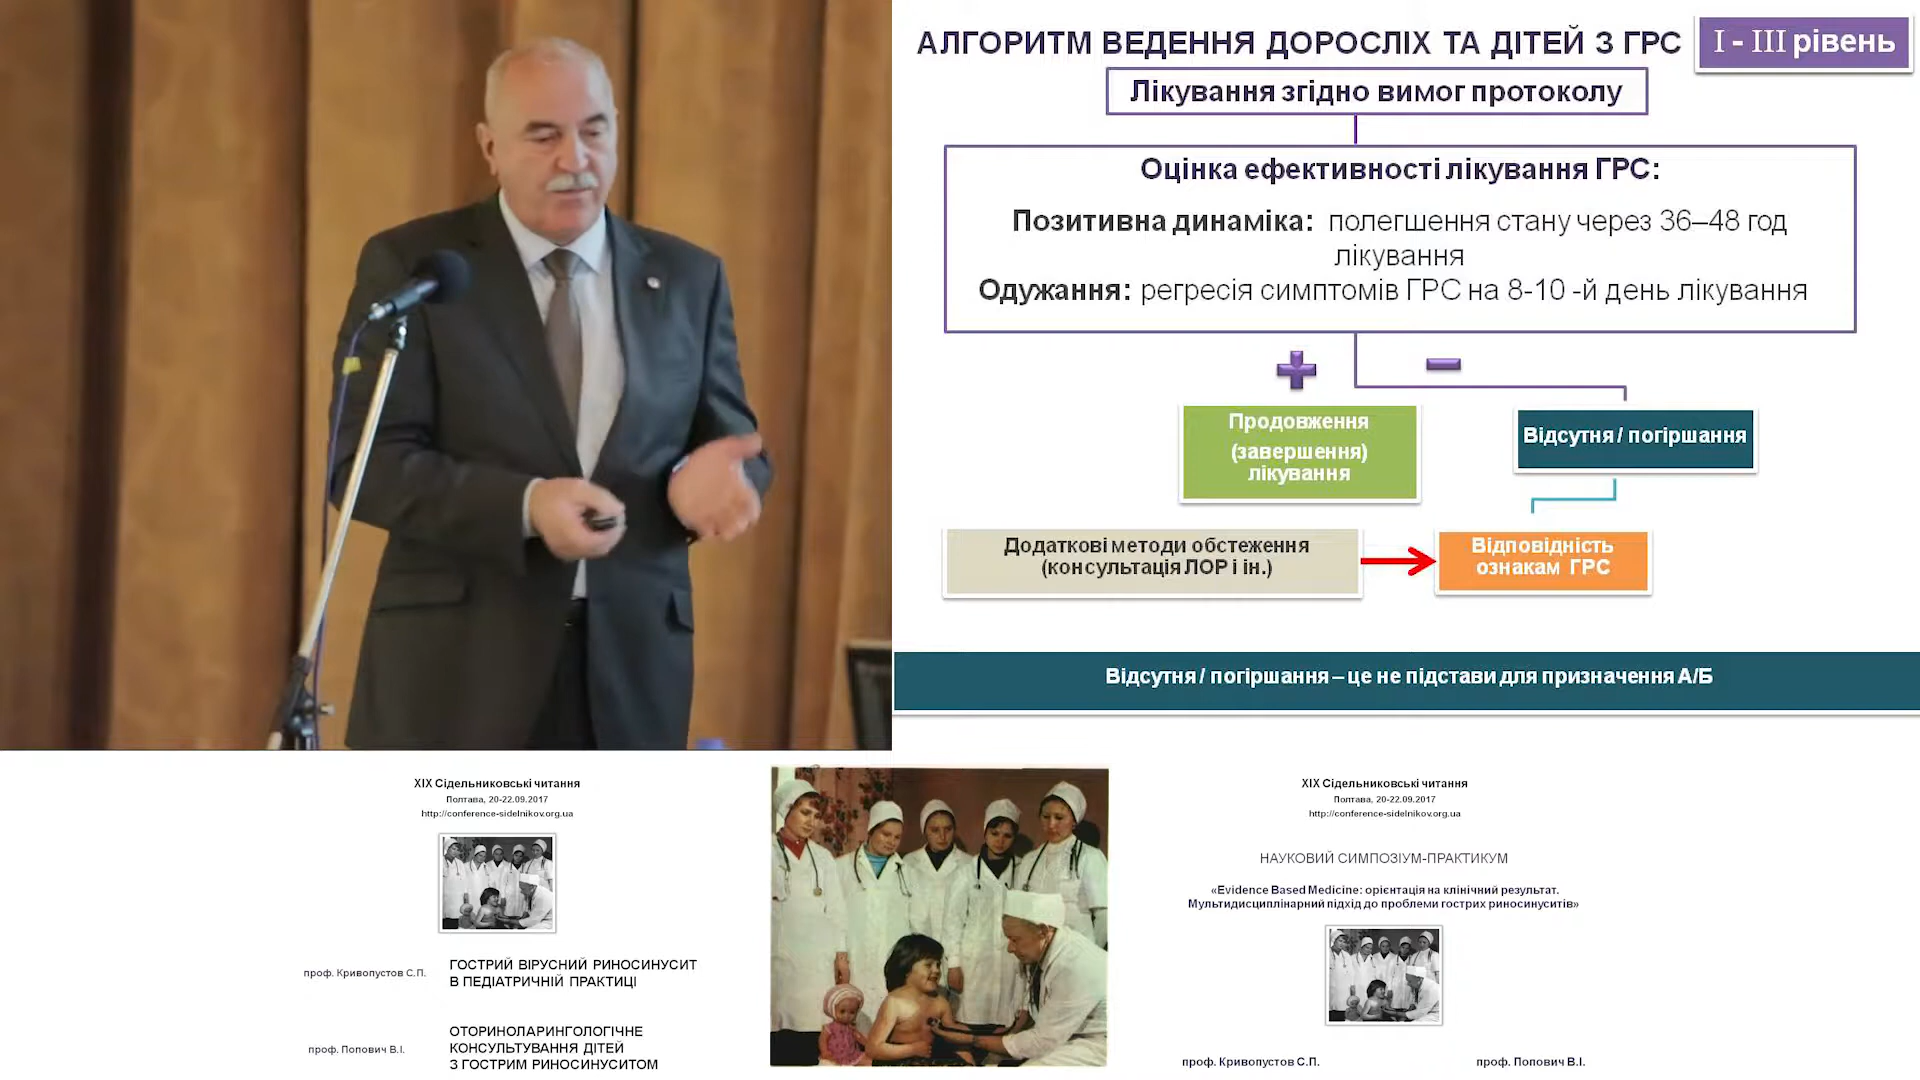 АЛГОРИТМ ВЕДЕННЯ ДОРОСЛІХ ТА ДІТЕЙ З ГРС
I - III рівень
Лікування згідно вимог протоколу
Оцінка ефективності лікування ГРС:
Позитивна динаміка: полегшення стану через 36–48 год
лікування
Одужання: регресія симптомів ГРС на 8-10 -й день лікування
Продовження
(завершення)
лікування
Відсутня / погіршання
Додаткові методи обстеження
(консультація ЛОР і ін.)
Відповідність
ознакам ГРС
Відсутня / погіршання – це не підстави для призначення А/Б
XIX Сідельниковські читання
Полтава, 20-22.09.2017
http://conference-sidelnikov.org.ua
проф. Кривопустов С.П.
ГОСТРИЙ ВІРУСНИЙ РИНОСИНУСИТ
В ПЕДІАТРИЧНІЙ ПРАКТИЦІ
проф. Попович В.І.
ОТОРИНОЛАРИНГОЛОГІЧНЕ
КОНСУЛЬТУВАННЯ ДІТЕЙ
З ГОСТРИМ РИНОСИНУСИТОМ
XIX Сідельниковські читання
Полтава, 20-22.09.2017
http://conference-sidelnikov.org.ua
НАУКОВИЙ СИМПОЗІУМ-ПРАКТИКУМ
«Evidence Based Medicine: орієнтація на клінічний результат.
Мультидисциплінарний підхід до проблеми гострих риносинуситів»
проф. Кривопустов С.П.
проф. Попович В.І.